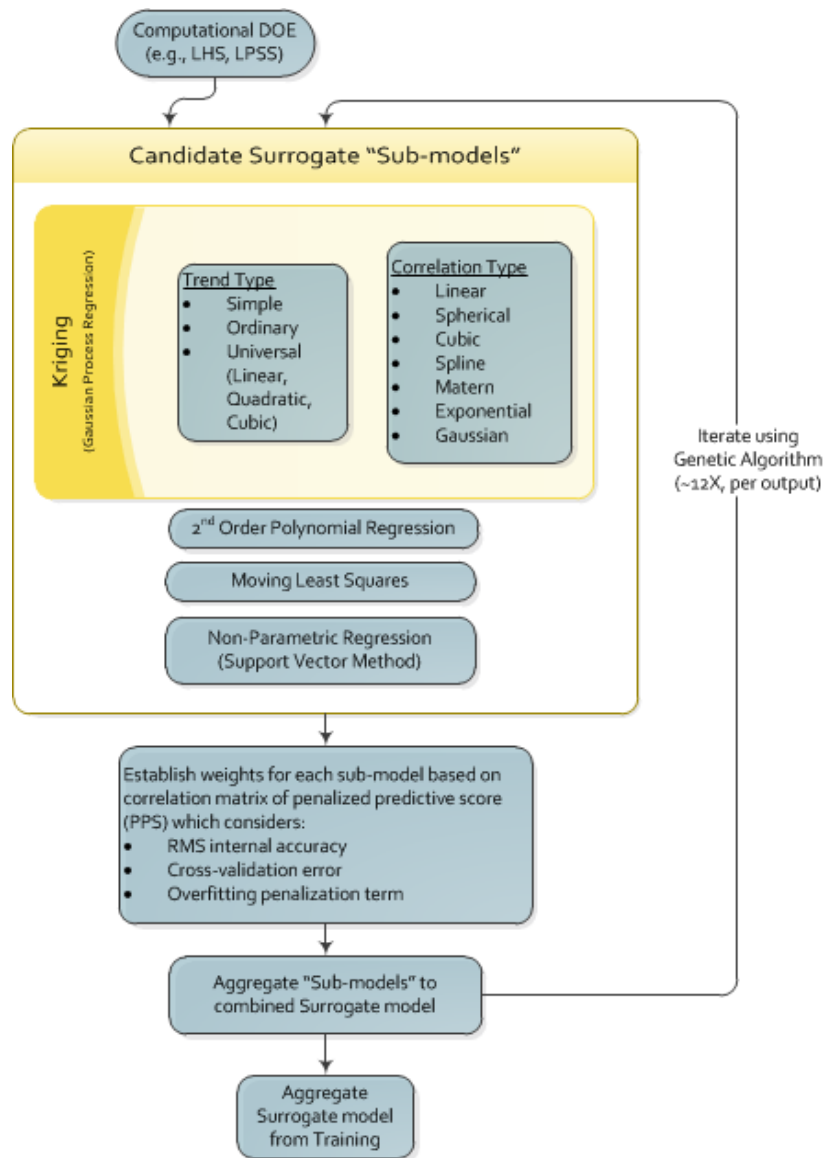 Computational DOE
(e.g., LHS, LPSS)
Candidate Surrogate “Sub-models”
Kriging
(Gaussian Process Regression)
Trend Type
• Simple
• Ordinary
• Universal
(Linear,
Quadratic,
Cubic)
Correlation Type
• Linear
• Spherical
• Cubic
• Spline
• Matern
• Exponential
• Gaussian
Iterate using
Genetic Algorithm
(~12X, per output)
2nd Order Polynomial Regression
Moving Least Squares
Non-Parametric Regression
(Support Vector Method)
Establish weights for each sub-model based on
correlation matrix of penalized predictive score
(PPS) which considers:
• RMS internal accuracy
• Cross-validation error
• Overfitting penalization term
Aggregate “Sub-models” to
combined Surrogate model
Aggregate
Surrogate model
from Training